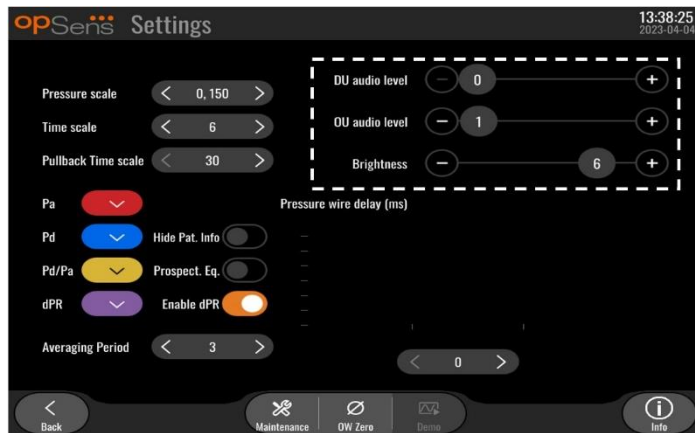 opSens Settings
13:38:25
2023-04-04
Pressure scale 0, 150
Time scale 6
Pullback Time scale 30
DU audio level 0
OU audio level 1
Brightness 6
Pa
Pressure wire delay (ms)
Pd Hide Pat. Info
Pd/Pa Prospect. Eq.
dPR Enable dPR
Averaging Period 3
0
Back Maintenance OW Zero Demo Info